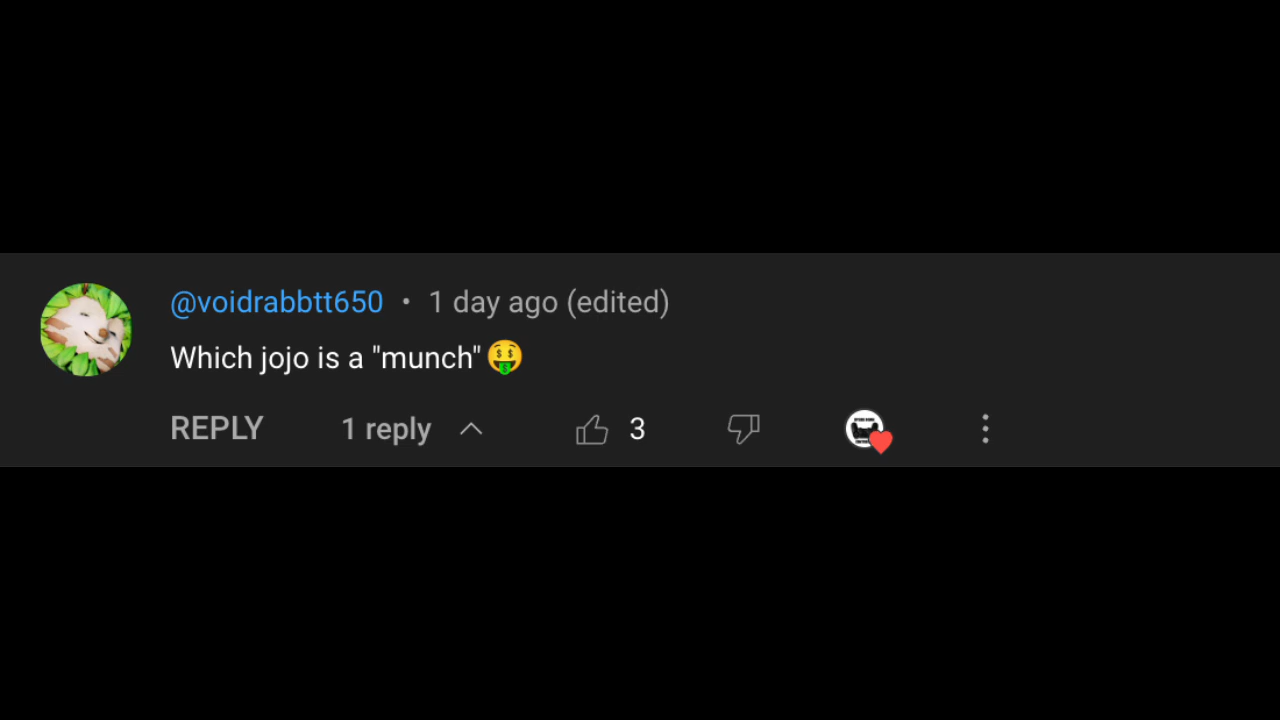 @voidrabbtt650 • 1 day ago (edited)
Which jojo is a "munch"🤑
REPLY 1 reply 3